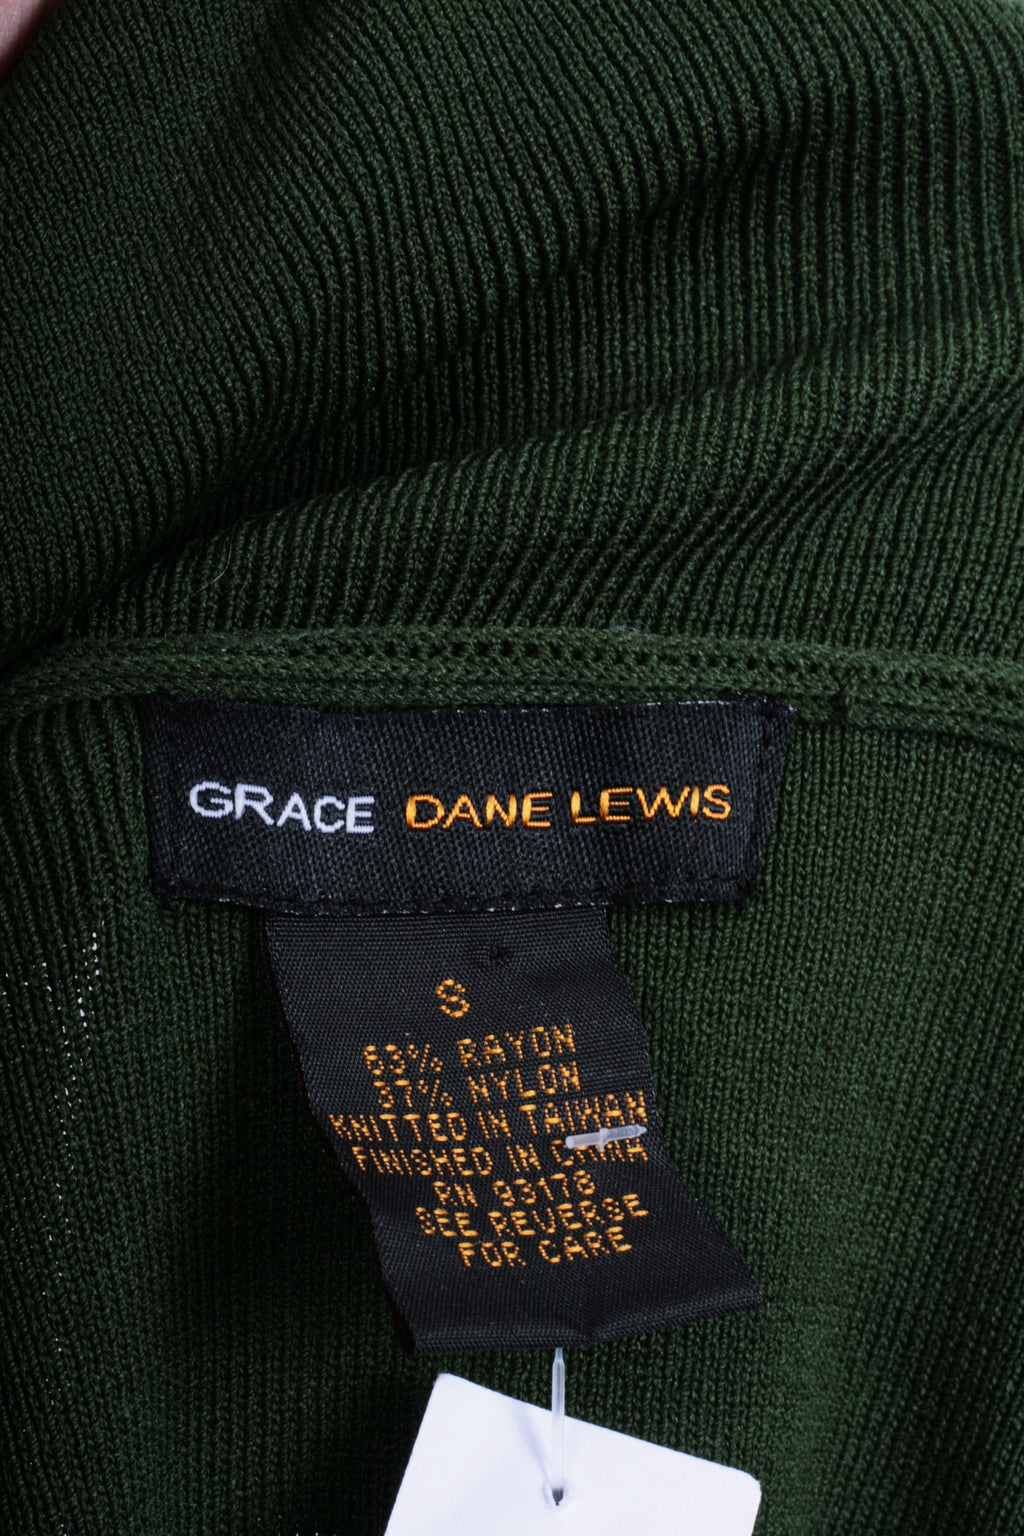 GRACE DANE LEWIS
S
63% RAYON
37% NYLON
KNITTED IN TAIWAN
FINISHED IN CHINA
RN 93178
SEE REVERSE
FOR CARE